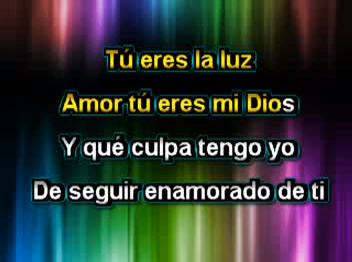 Tú eres la luz
Amor tú eres mi Dios
Y qué culpa tengo yo
De seguir enamorado de ti